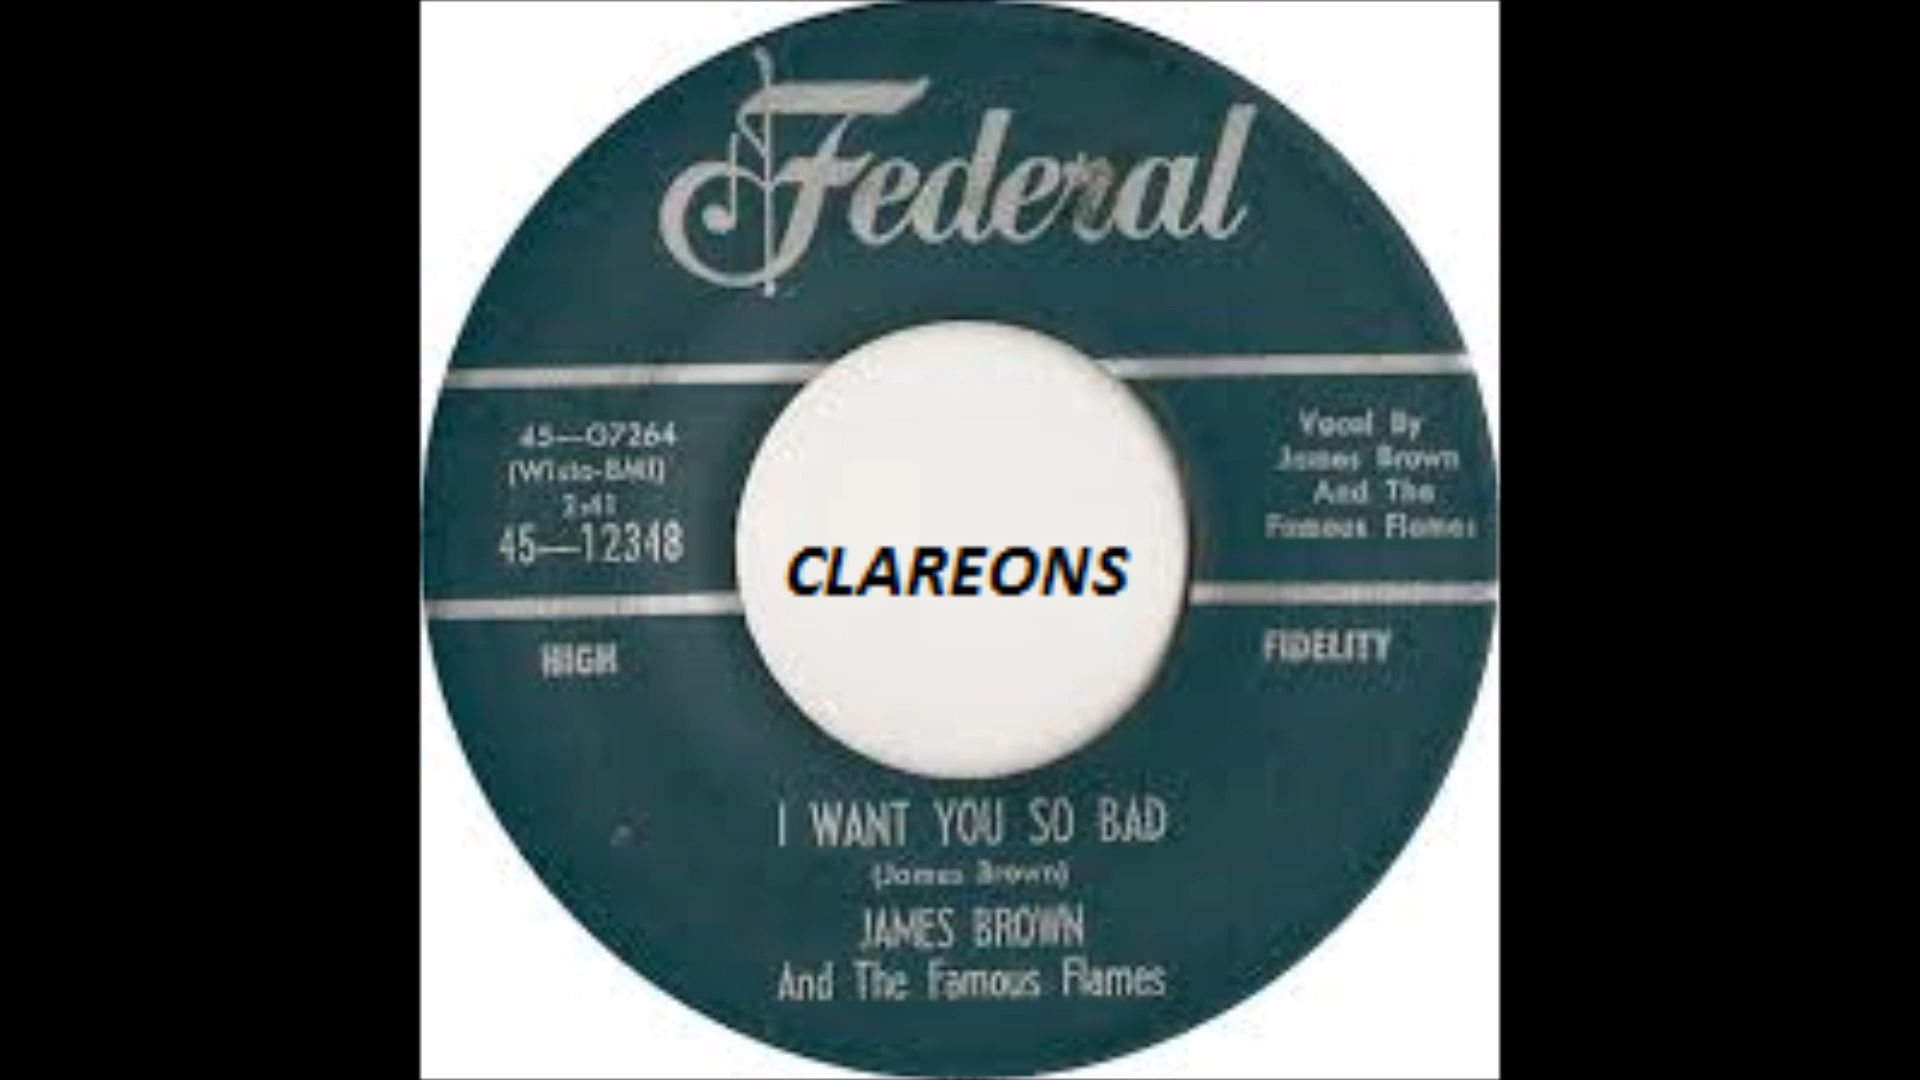 Federal
45—G7264
(Wisto-BMI)
2:41
45—12348
Vocal By
James Brown
And The
Famous Flames
CLAREONS
HIGH
FIDELITY
I WANT YOU SO BAD
(James Brown)
JAMES BROWN
And The Famous Flames